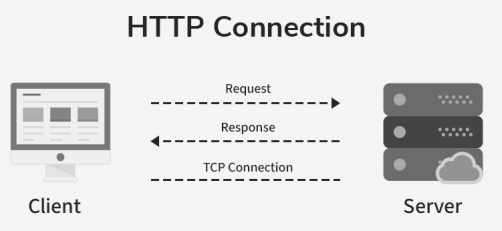 HTTP Connection
Request
Response
TCP Connection
Client
Server